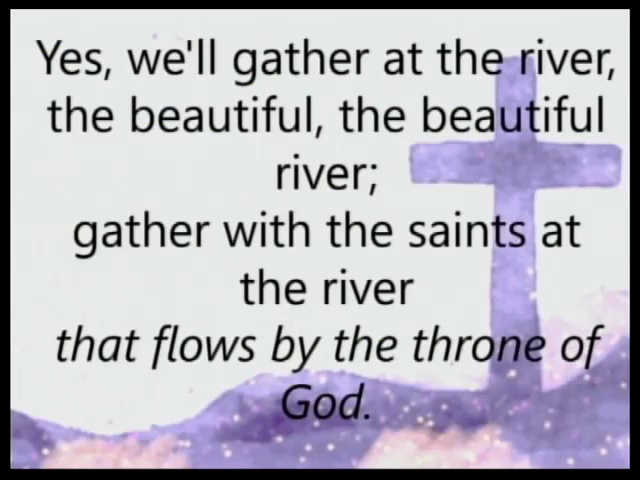 Yes, we'll gather at the river,
the beautiful, the beautiful
river;
gather with the saints at
the river
that flows by the throne of
God.